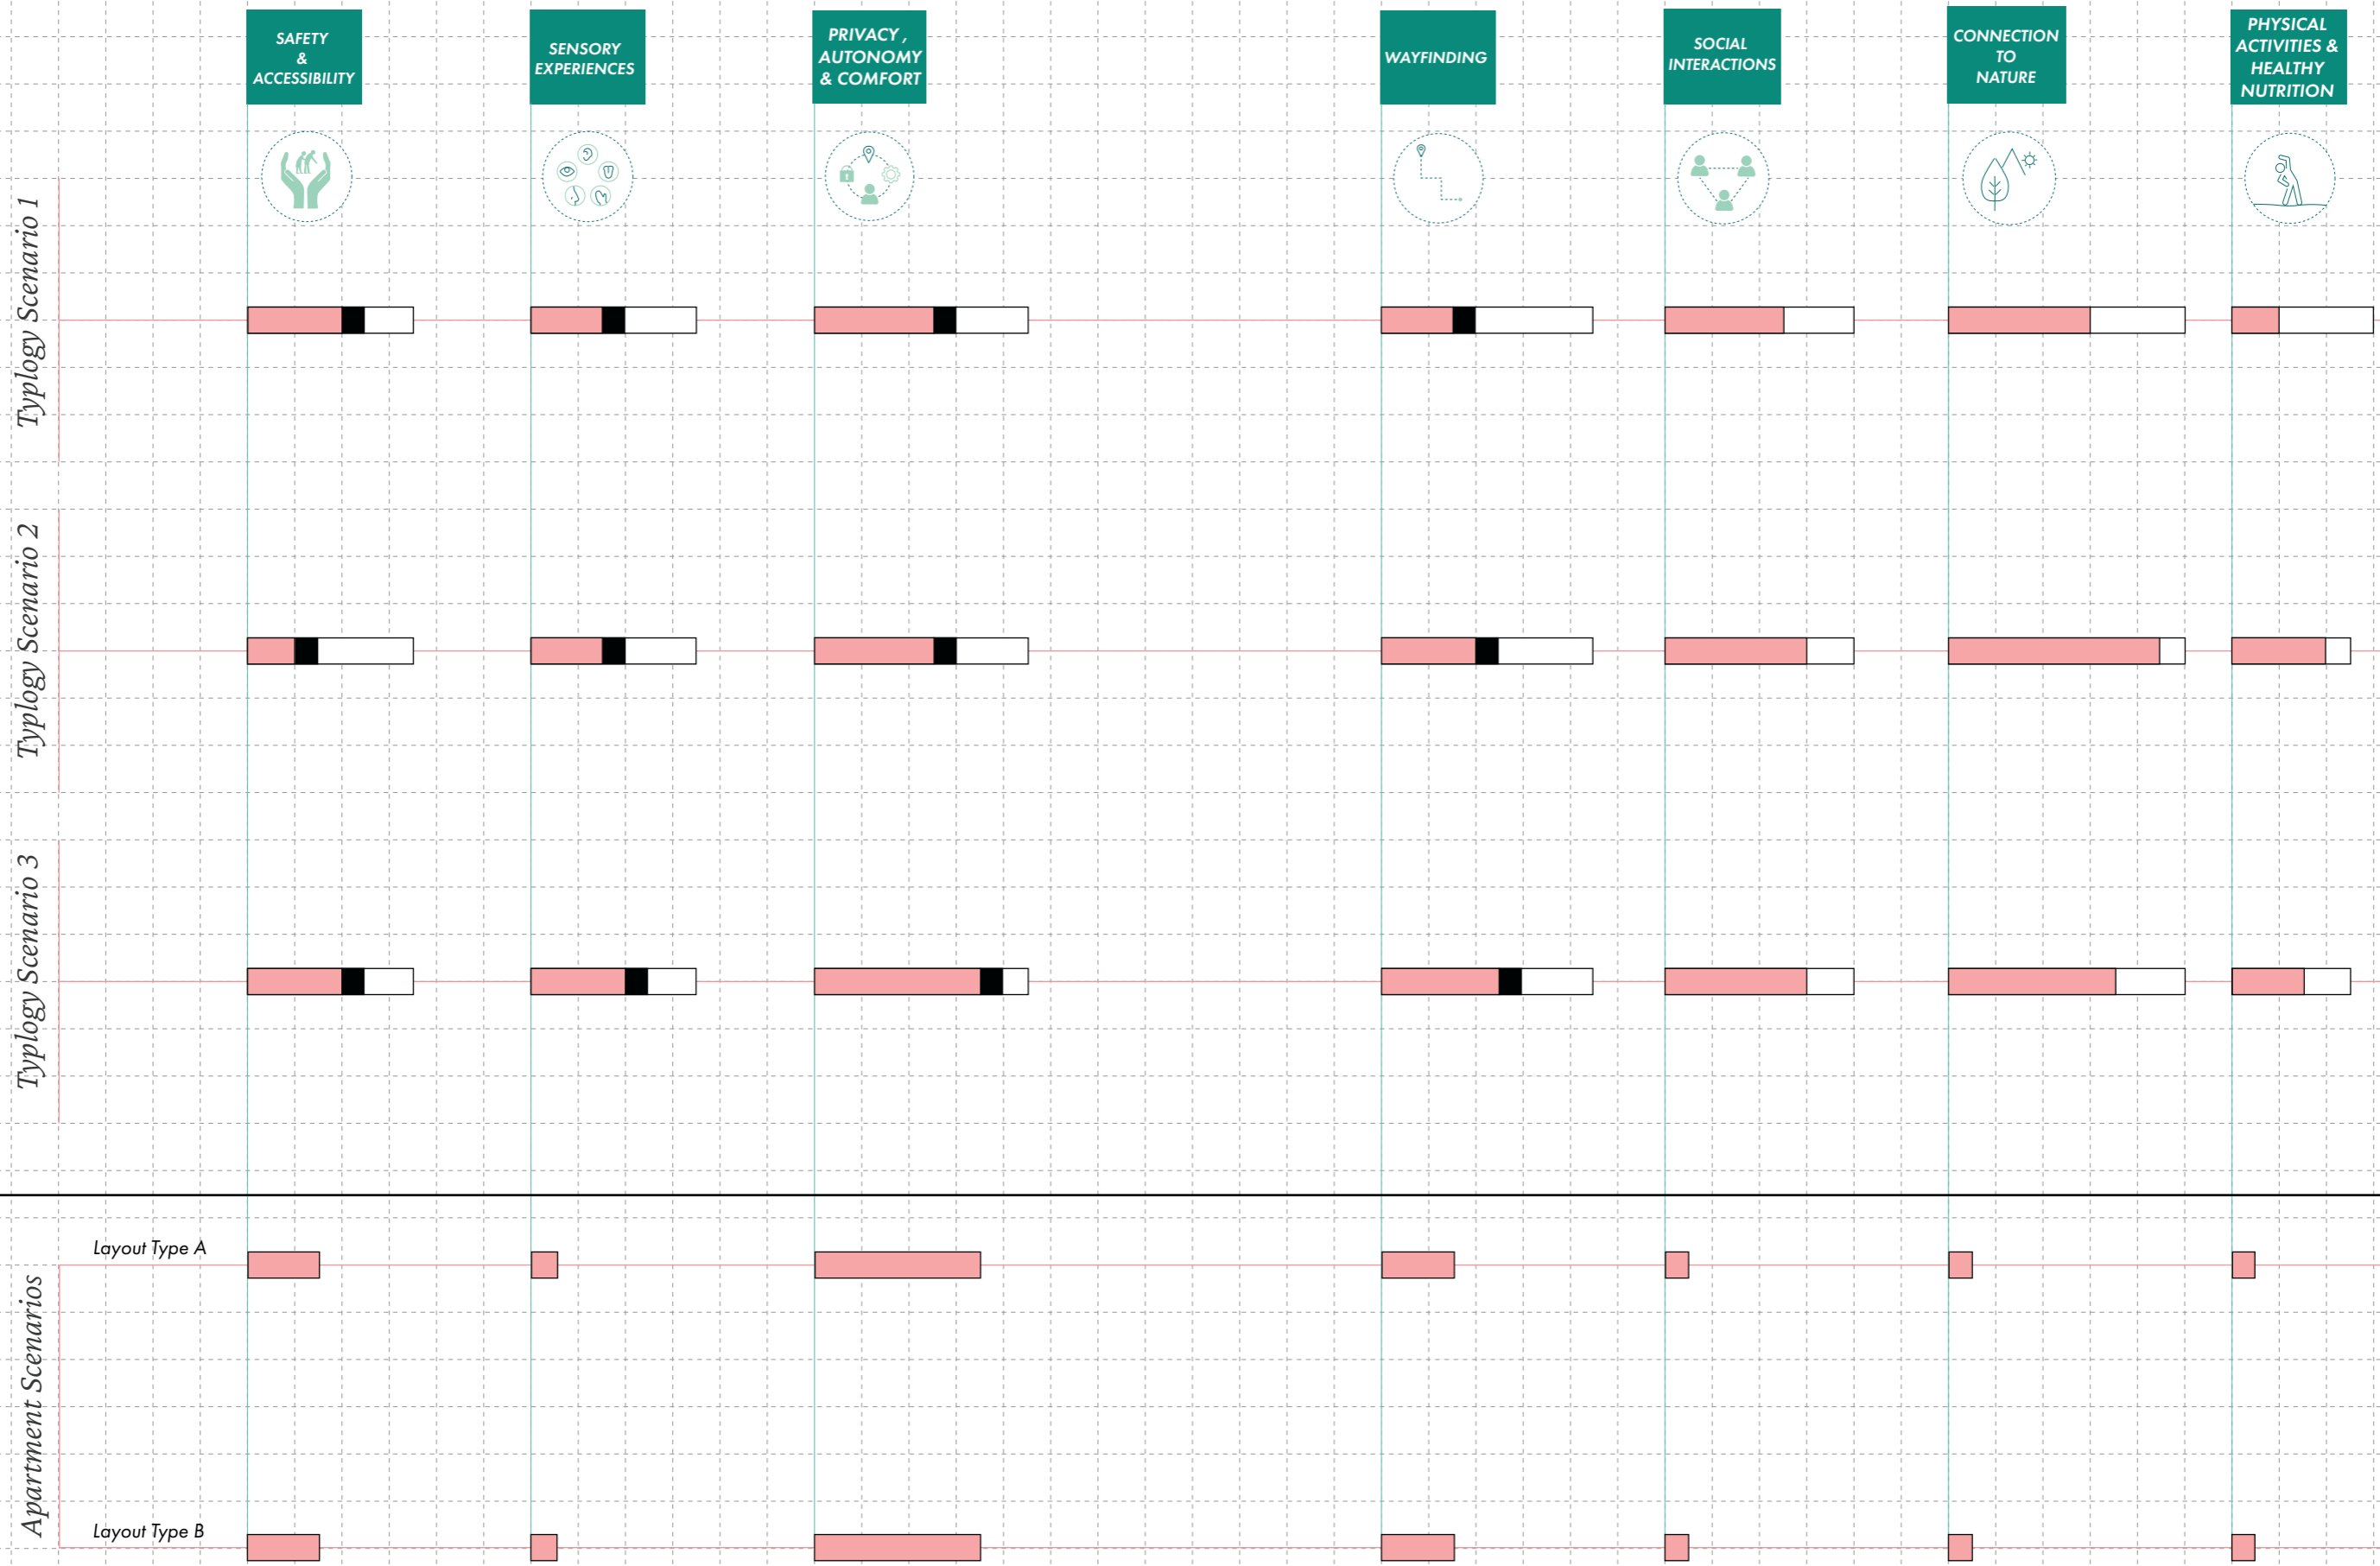 SAFETY
&
ACCESSIBILITY
SENSORY
EXPERIENCES
PRIVACY ,
AUTONOMY
& COMFORT
WAYFINDING
SOCIAL
INTERACTIONS
CONNECTION
TO
NATURE
PHYSICAL
ACTIVITIES &
HEALTHY
NUTRITION
Typlogy Scenario 1
Typlogy Scenario 2
Typlogy Scenario 3
Apartment Scenarios
Layout Type A
Layout Type B